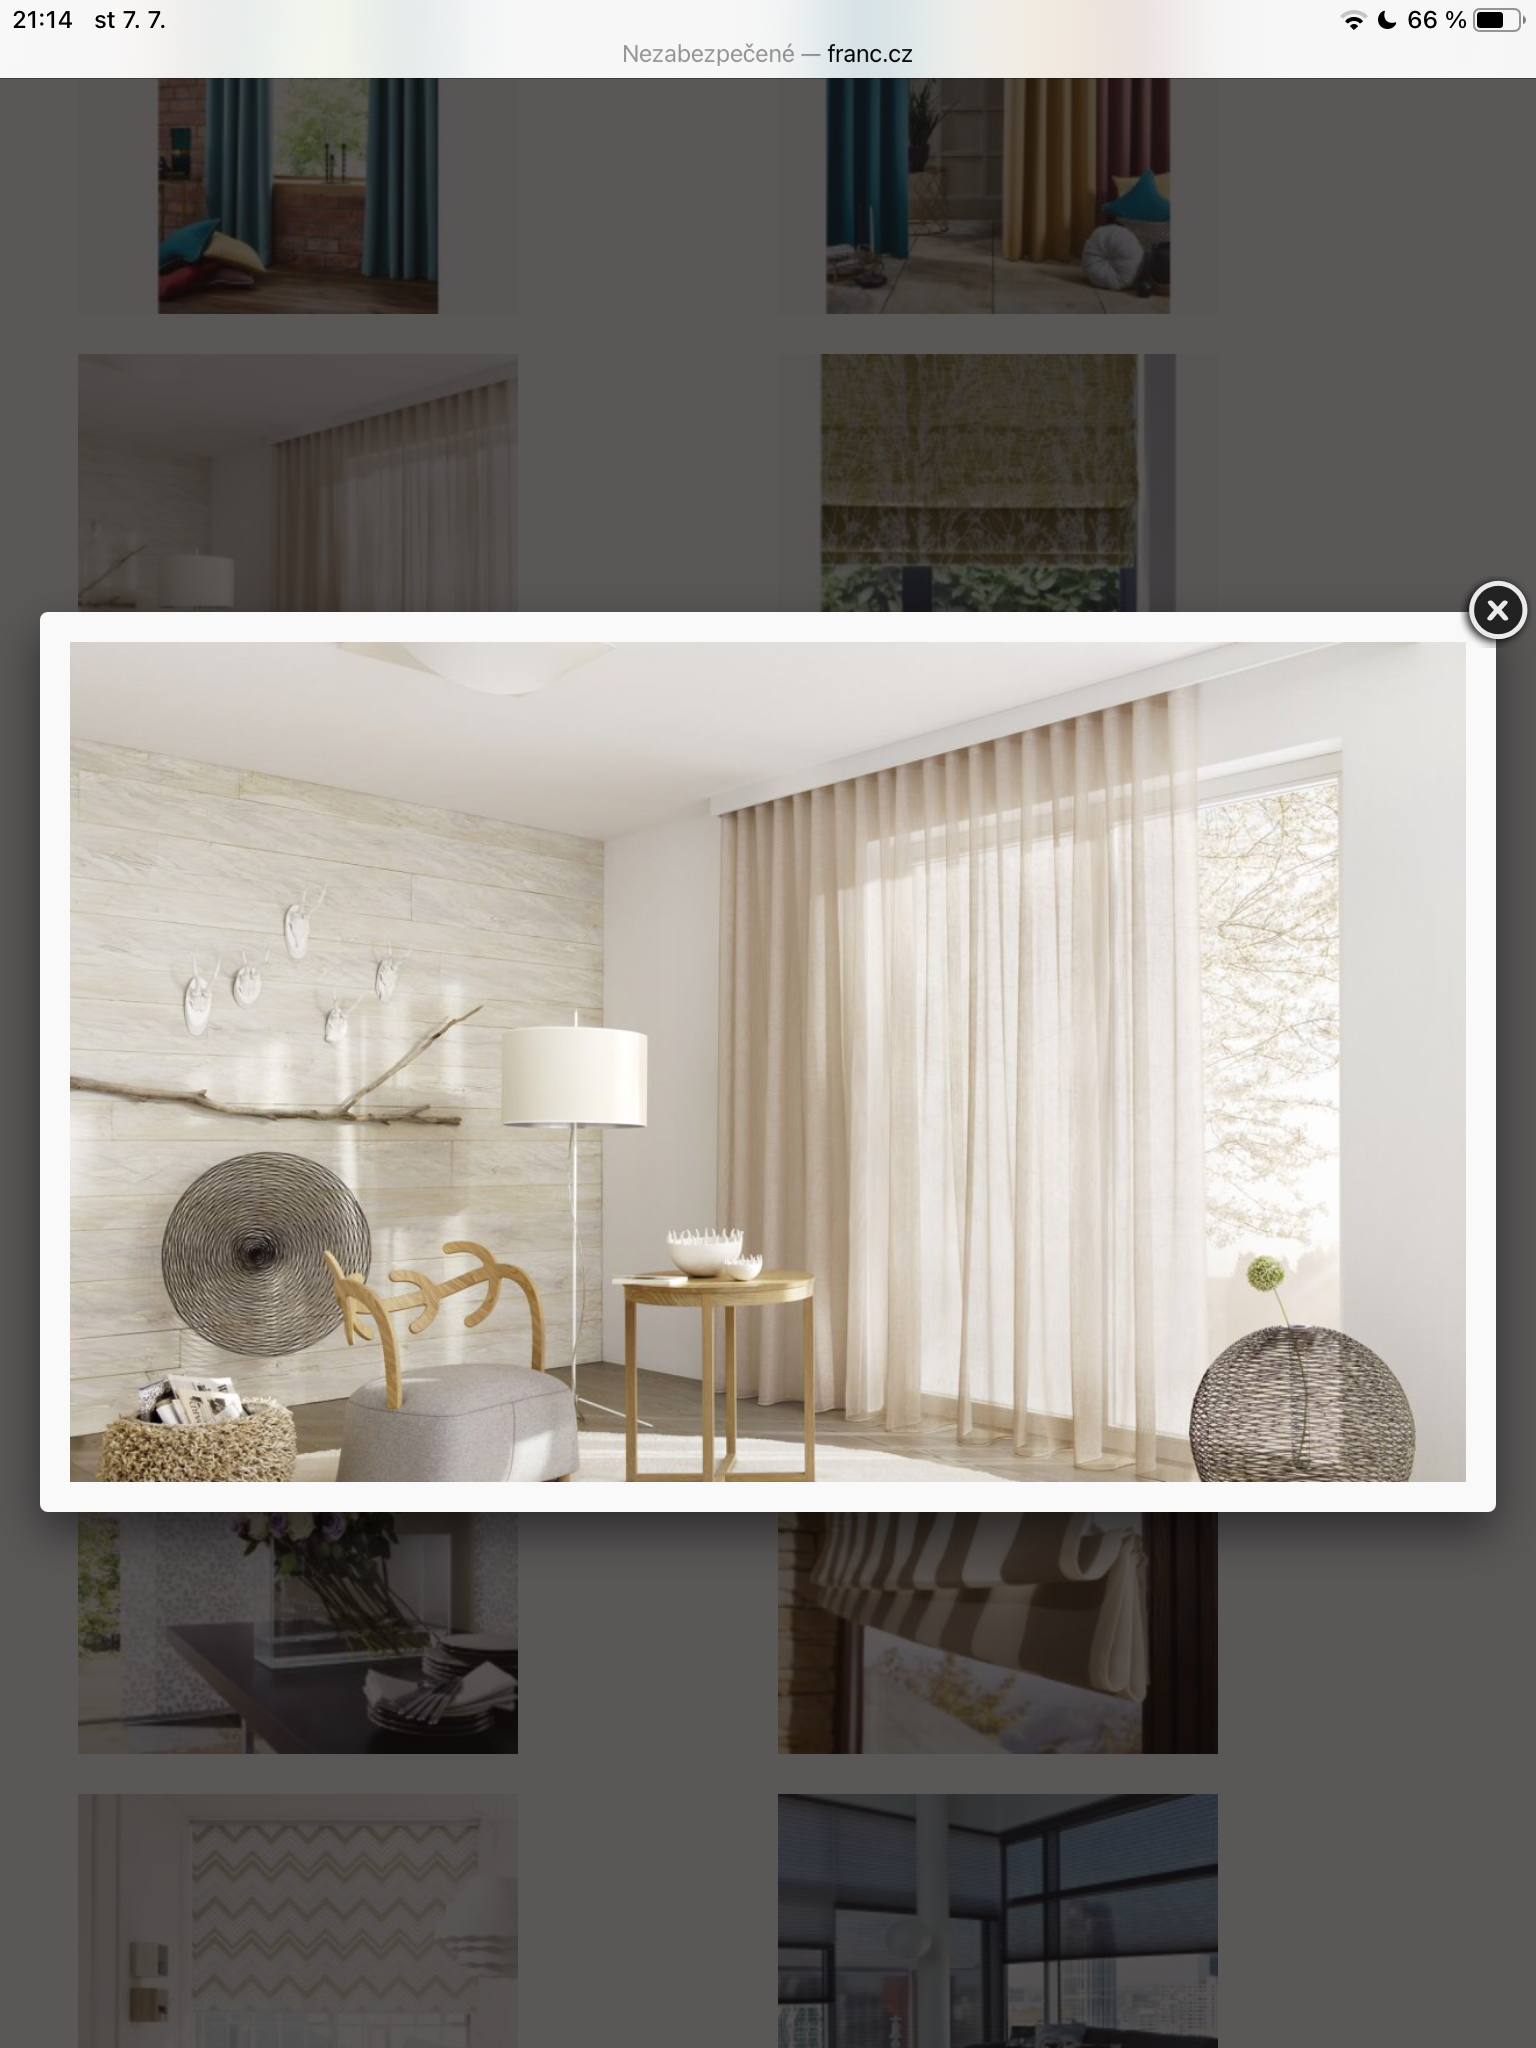 21:14 st 7. 7. 66 %
Nezabezpečené — franc.cz